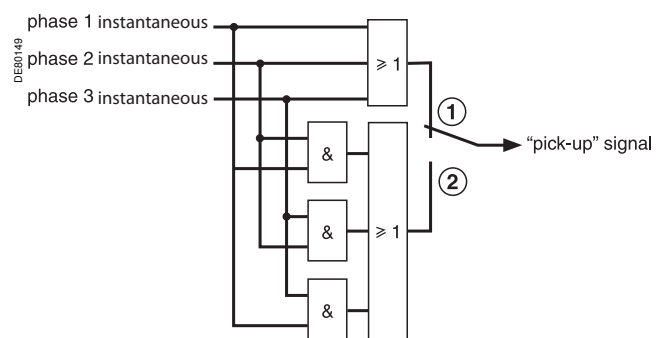 phase 1 instantaneous
phase 2 instantaneous
phase 3 instantaneous
DE80149
≥ 1
1
"pick-up" signal
&
2
&
≥ 1
&